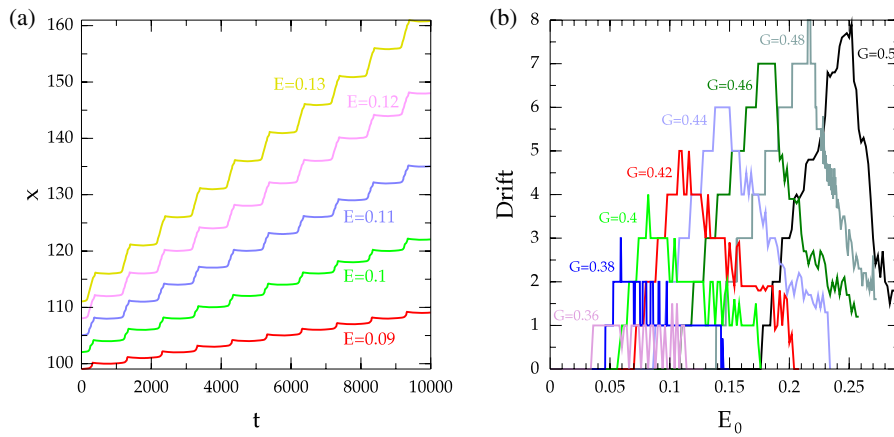 (a)
160
150
140
130
120
110
100
x
E=0.13
E=0.12
E=0.11
E=0.1
E=0.09
0
2000
4000
6000
8000
10000
t
(b)
8
7
6
5
4
3
2
1
0
Drift
G=0.48
G=0.5
G=0.46
G=0.44
G=0.42
G=0.4
G=0.38
G=0.36
0
0.05
0.1
0.15
0.2
0.25
E0